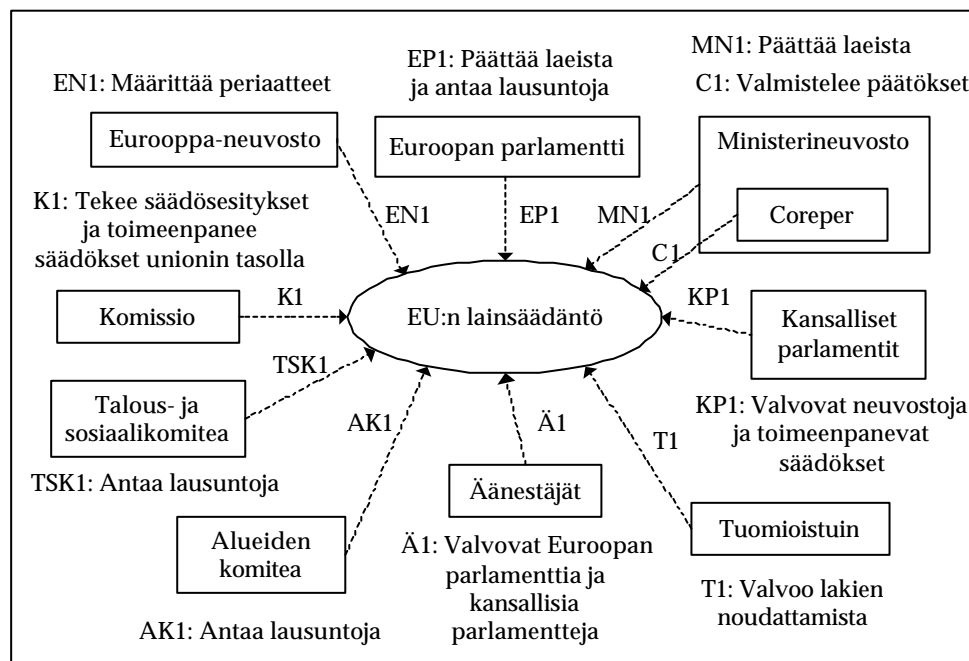 EN1: Määrittää periaatteet
EP1: Päättää laeista
ja antaa lausuntoja
MN1: Päättää laeista
C1: Valmistelee päätökset
Eurooppa-neuvosto
Euroopan parlamentti
Ministerineuvosto
Coreper
K1: Tekee säädösesitykset
ja toimeenpanee
säädökset unionin tasolla
EN1
EP1
MN1
C1
Komissio
K1
EU:n lainsäädäntö
KP1
Kansalliset
parlamentit
Talous- ja
sosiaalikomitea
TSK1
TSK1: Antaa lausuntoja
AK1
Ä1
T1
KP1: Valvovat neuvostoja
ja toimeenpanevat
säädökset
Alueiden
komitea
AK1: Antaa lausuntoja
Äänestäjät
Ä1: Valvovat Euroopan
parlamenttia ja
kansallisia
parlamentteja
Tuomioistuin
T1: Valvoo lakien
noudattamista